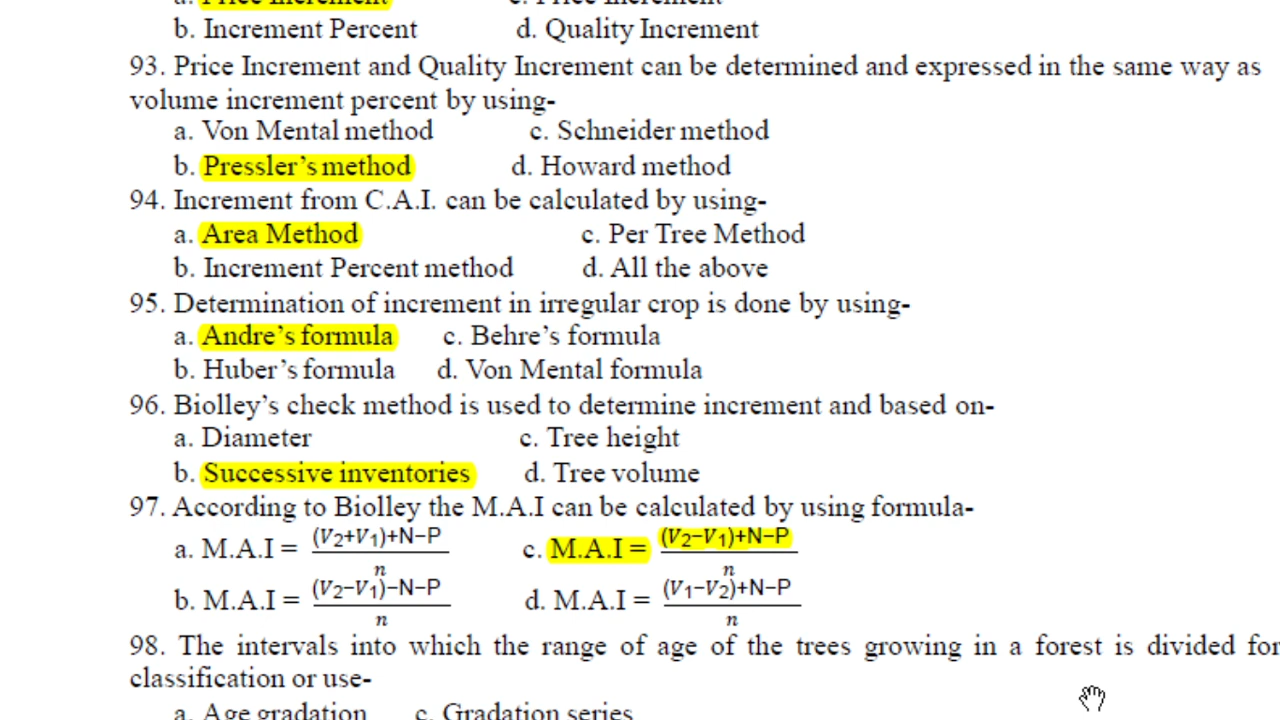 a. Price Increment c. Price Increment
b. Increment Percent d. Quality Increment
93. Price Increment and Quality Increment can be determined and expressed in the same way as
volume increment percent by using-
a. Von Mental method c. Schneider method
b. Pressler’s method d. Howard method
94. Increment from C.A.I. can be calculated by using-
a. Area Method c. Per Tree Method
b. Increment Percent method d. All the above
95. Determination of increment in irregular crop is done by using-
a. Andre’s formula c. Behre’s formula
b. Huber’s formula d. Von Mental formula
96. Biolley’s check method is used to determine increment and based on-
a. Diameter c. Tree height
b. Successive inventories d. Tree volume
97. According to Biolley the M.A.I can be calculated by using formula-
a. M.A.I = (V2+V1)+N−P / n c. M.A.I = (V2−V1)+N−P / n
b. M.A.I = (V2−V1)−N−P / n d. M.A.I = (V1−V2)+N−P / n
98. The intervals into which the range of age of the trees growing in a forest is divided for
classification or use-
a. Age gradation c. Gradation series